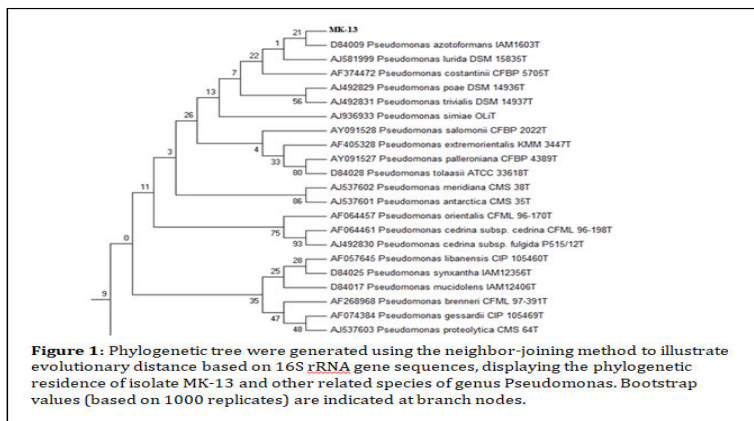 MK-13
21
D84009 Pseudomonas azotoformans IAM1603T
1
AJ581999 Pseudomonas lurida DSM 15835T
22
AF374472 Pseudomonas costantinii CFBP 5705T
7
AJ492829 Pseudomonas poae DSM 14936T
56
AJ492831 Pseudomonas trivialis DSM 14937T
13
AJ936933 Pseudomonas simiae OLiT
26
AY091528 Pseudomonas salomonii CFBP 2022T
4
AF405328 Pseudomonas extremorientalis KMM 3447T
33
AY091527 Pseudomonas palleroniana CFBP 4389T
80
D84028 Pseudomonas tolaasii ATCC 33618T
3
AJ537602 Pseudomonas meridiana CMS 38T
86
AJ537601 Pseudomonas antarctica CMS 35T
11
AF064457 Pseudomonas orientalis CFML 96-170T
75
AF064461 Pseudomonas cedrina subsp. cedrina CFML 96-198T
93
AJ492830 Pseudomonas cedrina subsp. fulgida P515/12T
0
AF057645 Pseudomonas libanensis CIP 105460T
28
D84025 Pseudomonas synxantha IAM12356T
25
D84017 Pseudomonas mucidolens IAM12406T
35
AF268968 Pseudomonas brenneri CFML 97-391T
47
AF074384 Pseudomonas gessardii CIP 105469T
48
AJ537603 Pseudomonas proteolytica CMS 64T
9
Figure 1: Phylogenetic tree were generated using the neighbor-joining method to illustrate
evolutionary distance based on 16S rRNA gene sequences, displaying the phylogenetic
residence of isolate MK-13 and other related species of genus Pseudomonas. Bootstrap
values (based on 1000 replicates) are indicated at branch nodes.